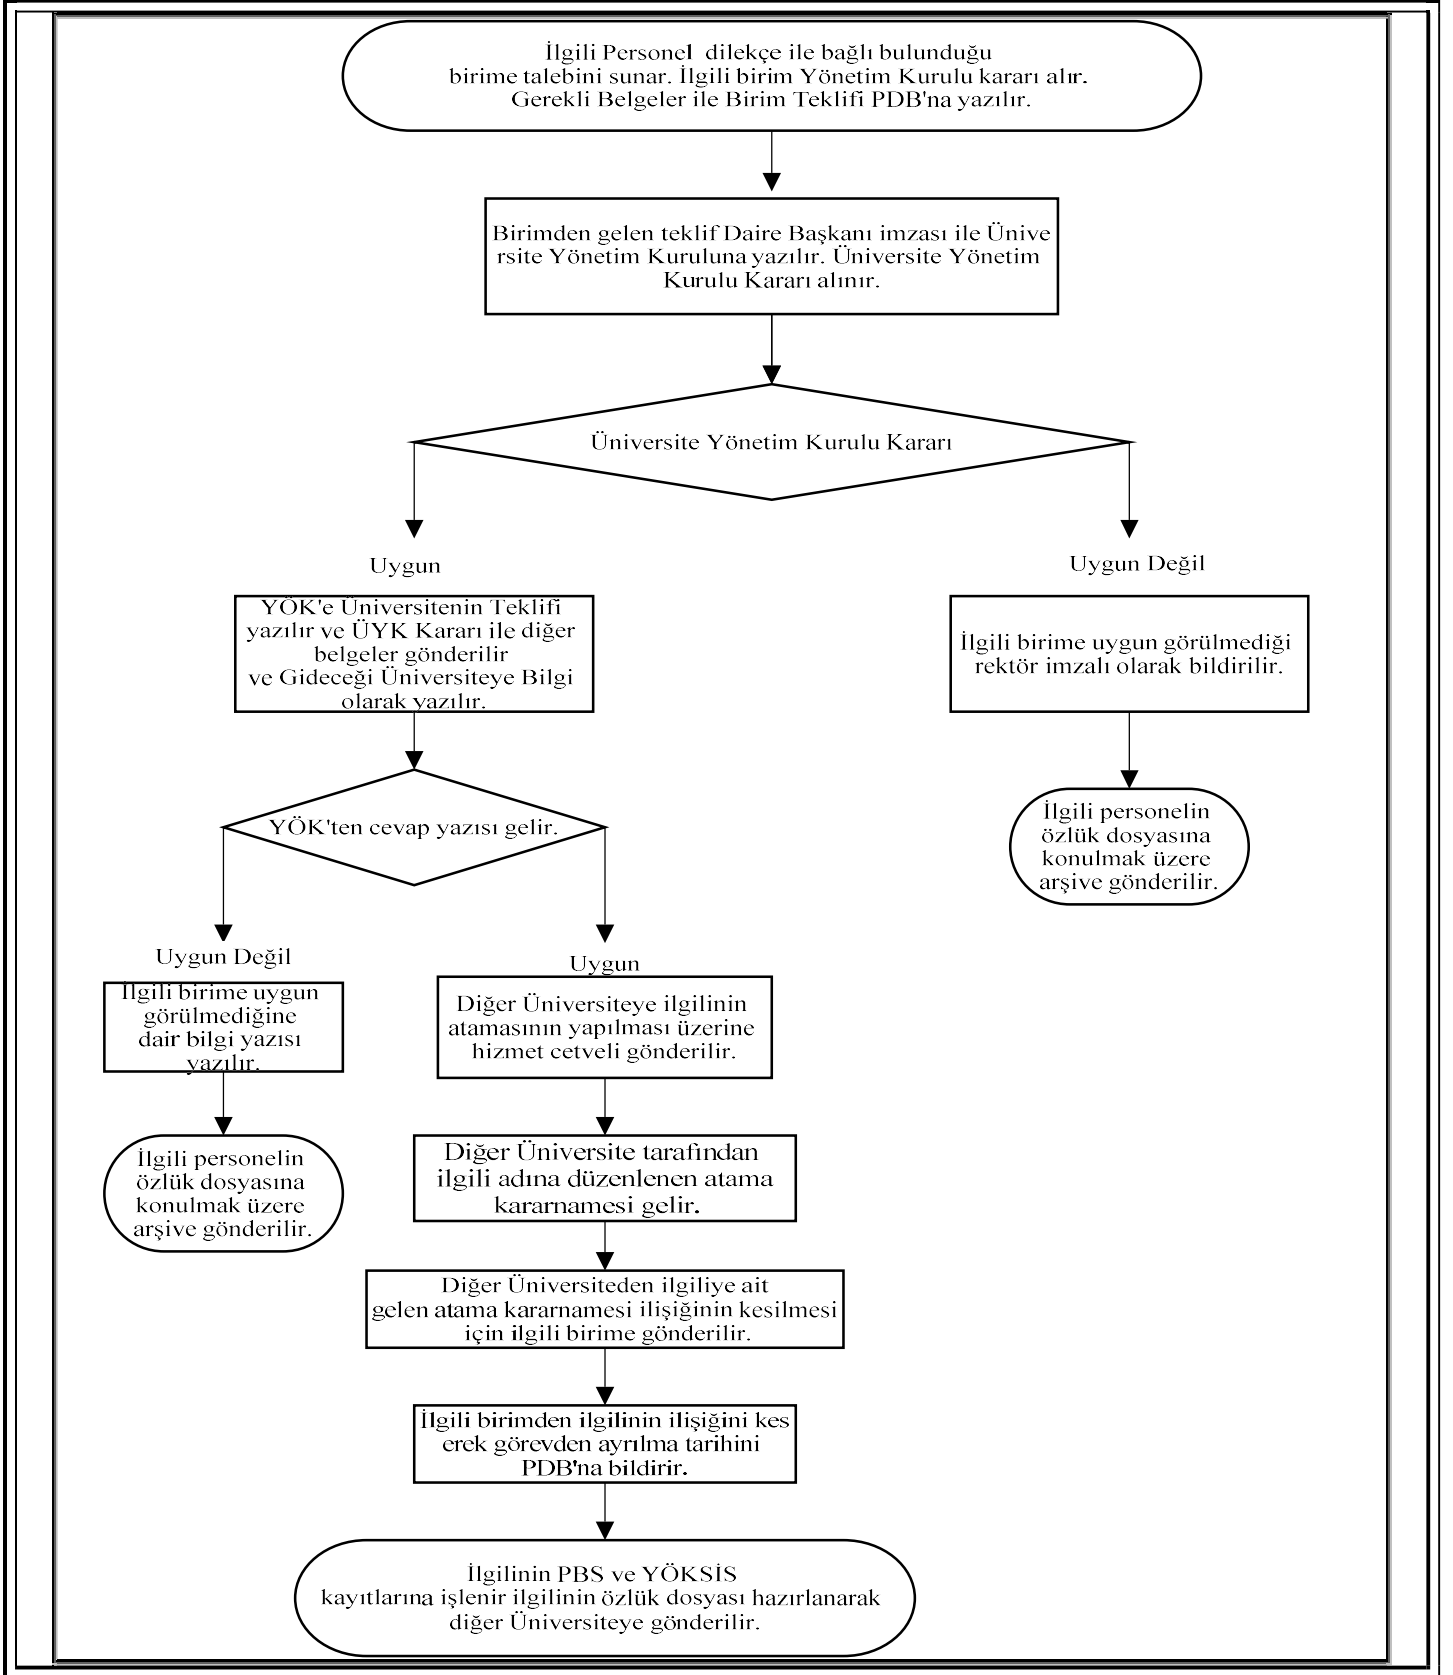 İlgili Personel dilekçe ile bağlı bulunduğu
birime talebini sunar. İlgili birim Yönetim Kurulu kararı alır.
Gerekli Belgeler ile Birim Teklifi PDB'na yazılır.
Birimden gelen teklif Daire Başkanı imzası ile Ünive
rsite Yönetim Kuruluna yazılır. Üniversite Yönetim
Kurulu Kararı alınır.
Üniversite Yönetim Kurulu Kararı
Uygun
Uygun Değil
YÖK'e Üniversitenin Teklifi
yazılır ve ÜYK Kararı ile diğer
belgeler gönderilir
ve Gideceği Üniversiteye Bilgi
olarak yazılır.
İlgili birime uygun görülmediği
rektör imzalı olarak bildirilir.
YÖK'ten cevap yazısı gelir.
İlgili personelin
özlük dosyasına
konulmak üzere
arşive gönderilir.
Uygun Değil
Uygun
İlgili birime uygun
görülmediğine
dair bilgi yazısı
yazılır.
Diğer Üniversiteye ilgilinin
atamasının yapılması üzerine
hizmet cetveli gönderilir.
İlgili personelin
özlük dosyasına
konulmak üzere
arşive gönderilir.
Diğer Üniversite tarafından
ilgili adına düzenlenen atama
kararnamesi gelir.
Diğer Üniversiteden ilgiliye ait
gelen atama kararnamesi ilişiğinin kesilmesi
için ilgili birime gönderilir.
İlgili birimden ilgilinin ilişiğini kes
erek görevden ayrılma tarihini
PDB'na bildirir.
İlgilinin PBS ve YÖKSİS
kayıtlarına işlenir ilgilinin özlük dosyası hazırlanarak
diğer Üniversiteye gönderilir.